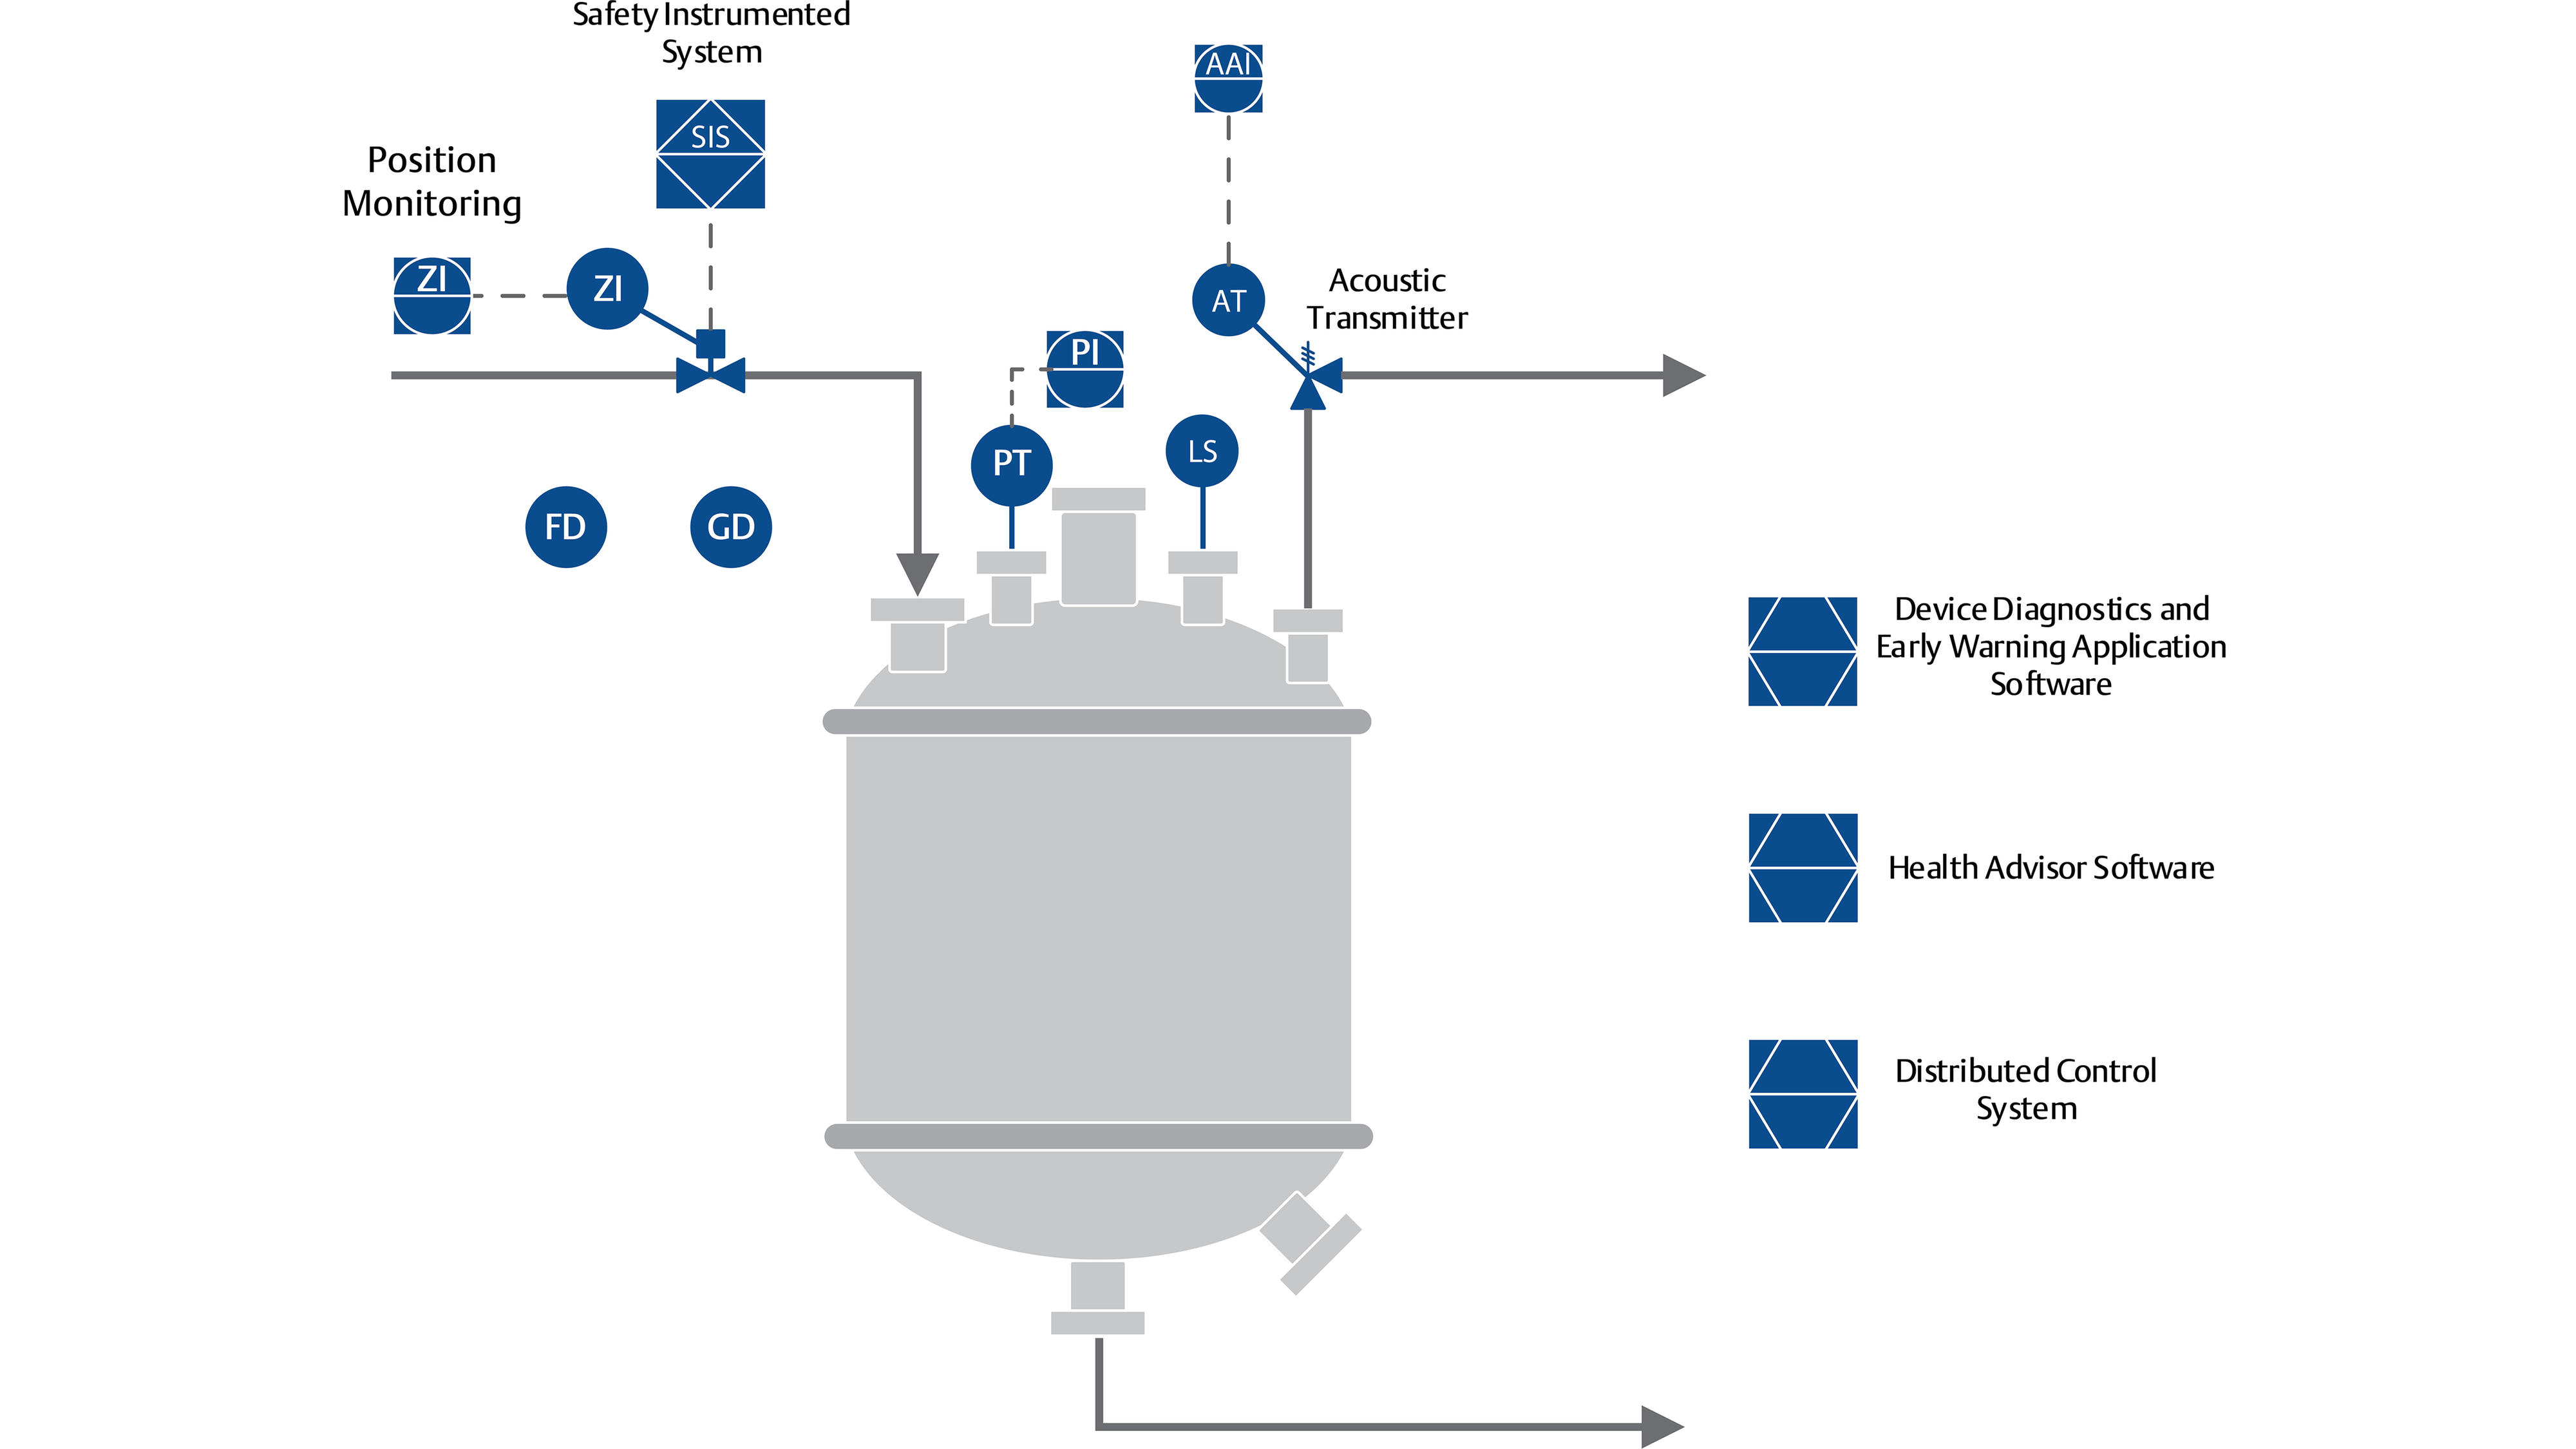 Safety Instrumented
System
SIS
Position
Monitoring
ZI
ZI
AAI
AT
Acoustic
Transmitter
PI
PT
LS
FD
GD
Device Diagnostics and
Early Warning Application
Software
Health Advisor Software
Distributed Control
System